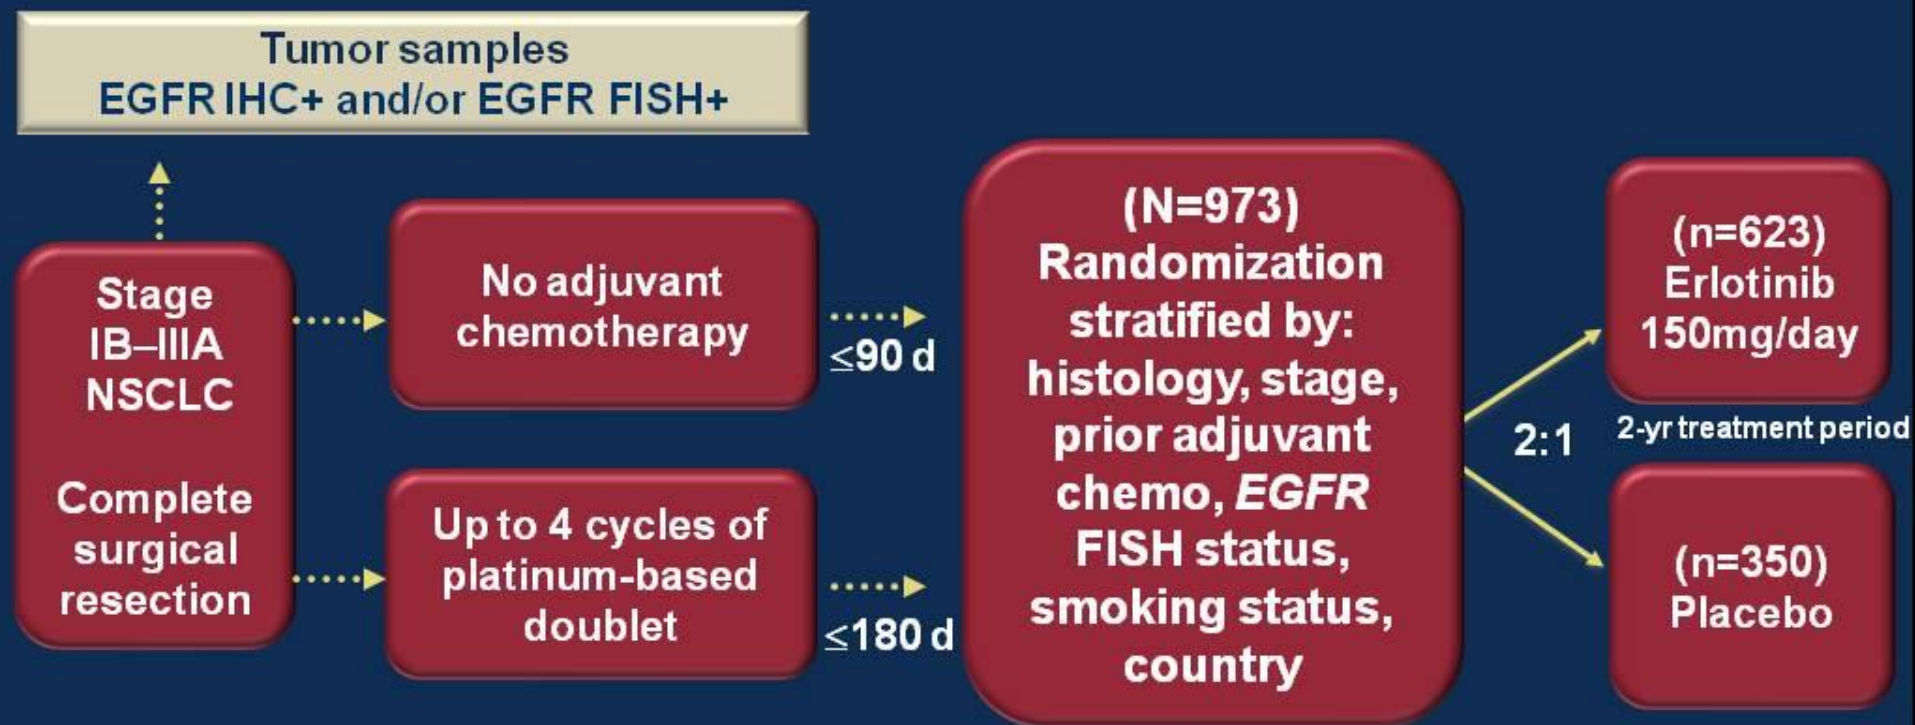 Tumor samples
EGFR IHC+ and/or EGFR FISH+
Stage
IB–IIIA
NSCLC
Complete
surgical
resection
No adjuvant
chemotherapy
≤90 d
Up to 4 cycles of
platinum-based
doublet
≤180 d
(N=973)
Randomization
stratified by:
histology, stage,
prior adjuvant
chemo, EGFR
FISH status,
smoking status,
country
2:1
(n=623)
Erlotinib
150mg/day
2-yr treatment period
(n=350)
Placebo